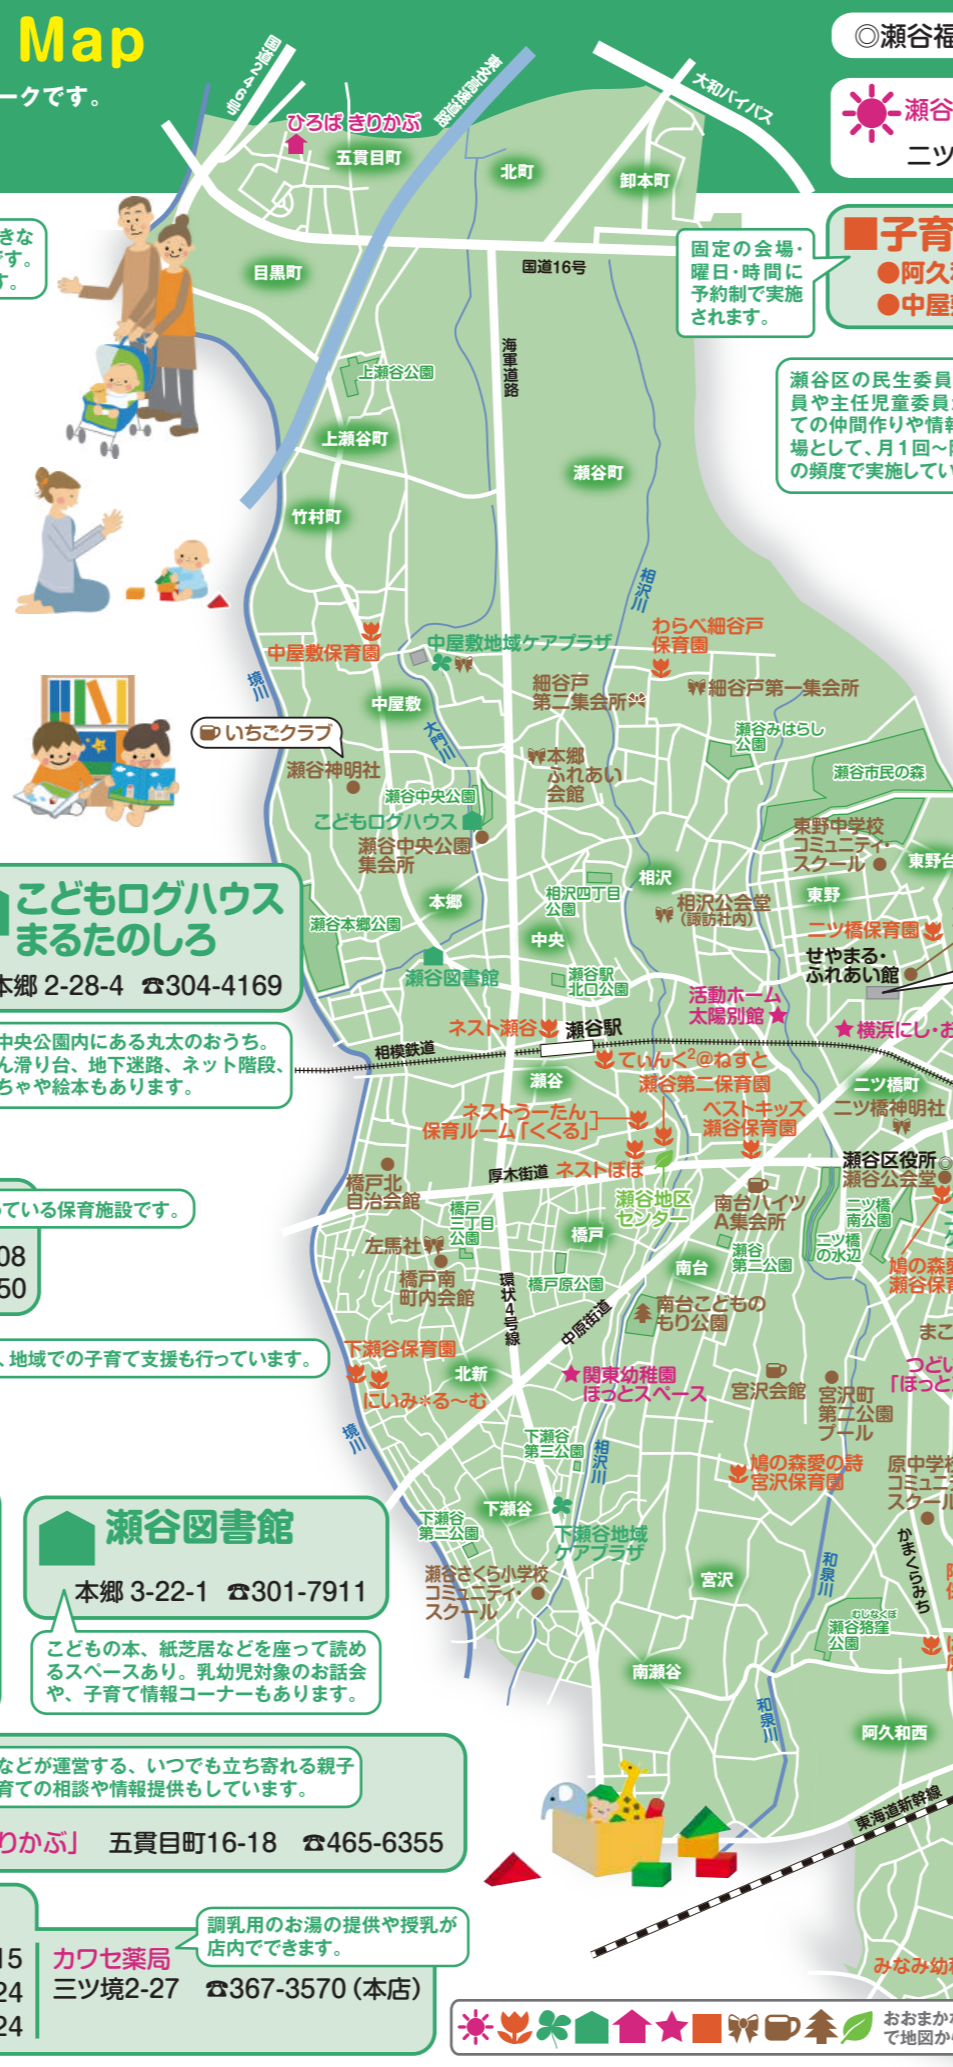 Map
ークです。
◎瀬谷福
瀬谷
二ツ
国道246号
東名高速道路
大和バイパス
ひろば きりかぶ
五貫目町
北町
卸本町
目黒町
国道16号
きな
です。
す。
固定の会場・
曜日・時間に
予約制で実施
されます。
■子育
●阿久
●中屋
瀬谷区の民生委員
員や主任児童委員
ての仲間作りや情報
場として、月1回〜
の頻度で実施してい
海軍道路
上瀬谷公園
上瀬谷町
瀬谷町
竹村町
相沢川
わらべ細谷戸
保育園
中屋敷保育園
中屋敷地域ケアプラザ
境川
細谷戸
第二集会所
細谷戸第一集会所
中屋敷
大門川
いちごクラブ
瀬谷みはらし
公園
瀬谷神明社
本郷
ふれあい
会館
瀬谷市民の森
瀬谷中央公園
こどもログハウス
瀬谷中央公園
集会所
東野中学校
コミュニティ・
スクール
東野台
相沢
東野
こどもログハウス
まるたのしろ
本郷 2-28-4 ☎304-4169
本郷
相沢四丁目
公園
相沢公会堂
(諏訪社内)
瀬谷本郷公園
中央
二ツ橋保育園
せやまる・
ふれあい館
瀬谷図書館
瀬谷駅
北口公園
活動ホーム
太陽別館
横浜にし・お
中央公園内にある丸太のおうち。
ん滑り台、地下迷路、ネット階段、
ちゃや絵本もあります。
ネスト瀬谷
瀬谷駅
相模鉄道
てぃんく2@ねすと
瀬谷
瀬谷第二保育園
二ツ橋町
ネストうーたん
保育ルーム「くくる」
ベストキッズ
瀬谷保育園
二ツ橋神明社
厚木街道
ネストぽぽ
瀬谷区役所◎
瀬谷公会堂
橋戸北
自治会館
瀬谷地区
センター
南台ハイツ
A集会所
っている保育施設です。
08
50
橋戸
三丁目
公園
左馬社
橋戸
二ツ橋
南公園
二ツ橋
の水辺
瀬谷
第二公園
橋戸南
町内会館
橋戸原公園
南台
鳩の森愛
瀬谷保育
環状4号線
中原街道
南台こどもの
もり公園
まこ
、地域での子育て支援も行っています。
下瀬谷保育園
北新
にいみ＊る〜む
関東幼稚園
ほっとスペース
つどい
「ほっと
宮沢会館
宮沢町
第二公園
プール
境川
下瀬谷
第三公園
相沢川
鳩の森愛の詩
宮沢保育園
原中学校
コミュニテ
スクール
瀬谷図書館
本郷 3-22-1 ☎301-7911
こどもの本、紙芝居などを座って読め
るスペースあり。乳幼児対象のお話会
や、子育て情報コーナーもあります。
下瀬谷
下瀬谷
第二公園
下瀬谷地域
ケアプラザ
かまくらみち
瀬谷さくら小学校
コミュニティ・
スクール
宮沢
和泉川
むじなくぼ
瀬谷狢窪
公園
南瀬谷
和泉川
阿久和西
などが運営する、いつでも立ち寄れる親子
育ての相談や情報提供もしています。
りかぶ」 五貫目町16-18 ☎465-6355
東海道新幹線
調乳用のお湯の提供や授乳が
店内でできます。
15
24
24
カワセ薬局
三ツ境2-27 ☎367-3570（本店）
みなみ幼稚
おおまかな
で地図から